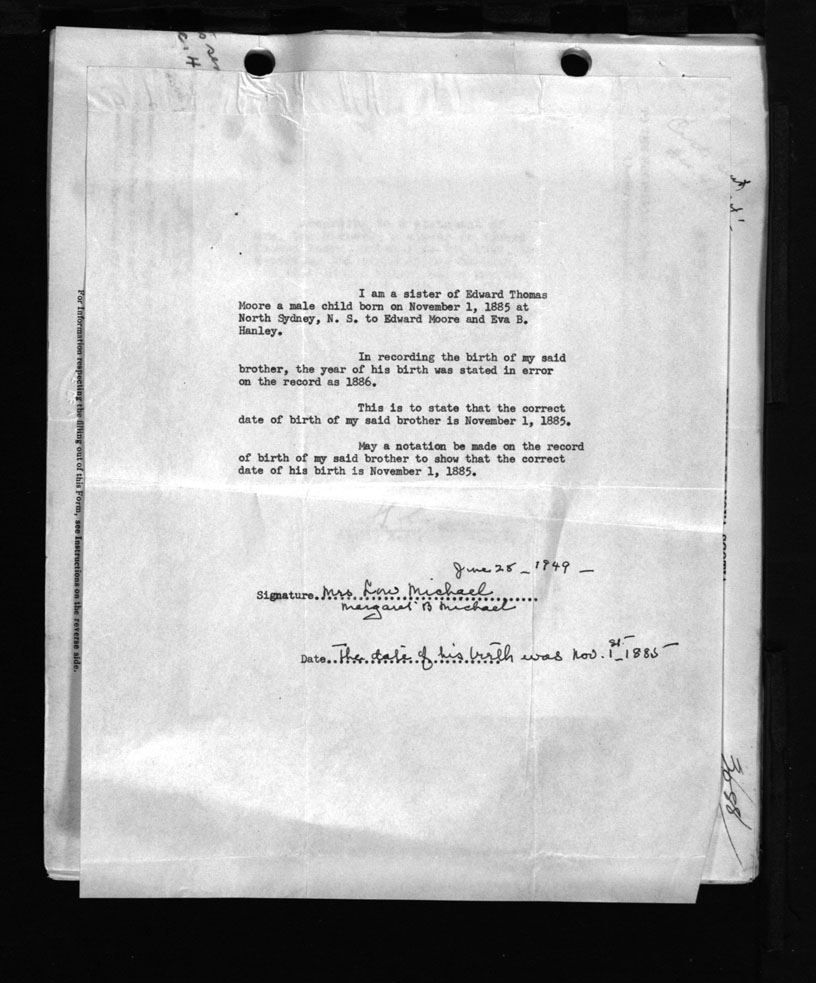 I am a sister of Edward Thomas
Moore a male child born on November 1, 1885 at
North Sydney, N. S. to Edward Moore and Eva B.
Hanley.
In recording the birth of my said
brother, the year of his birth was stated in error
on the record as 1886.
This is to state that the correct
date of birth of my said brother is November 1, 1885.
May a notation be made on the record
of birth of my said brother to show that the correct
date of his birth is November 1, 1885.
June 28 - 1949 -
Signature Mrs. Michael
Margaret B Michael
Date The date of his birth was Nov. 1st - 1885
For Information respecting the filling out of this Form, see Instructions on the reverse side.